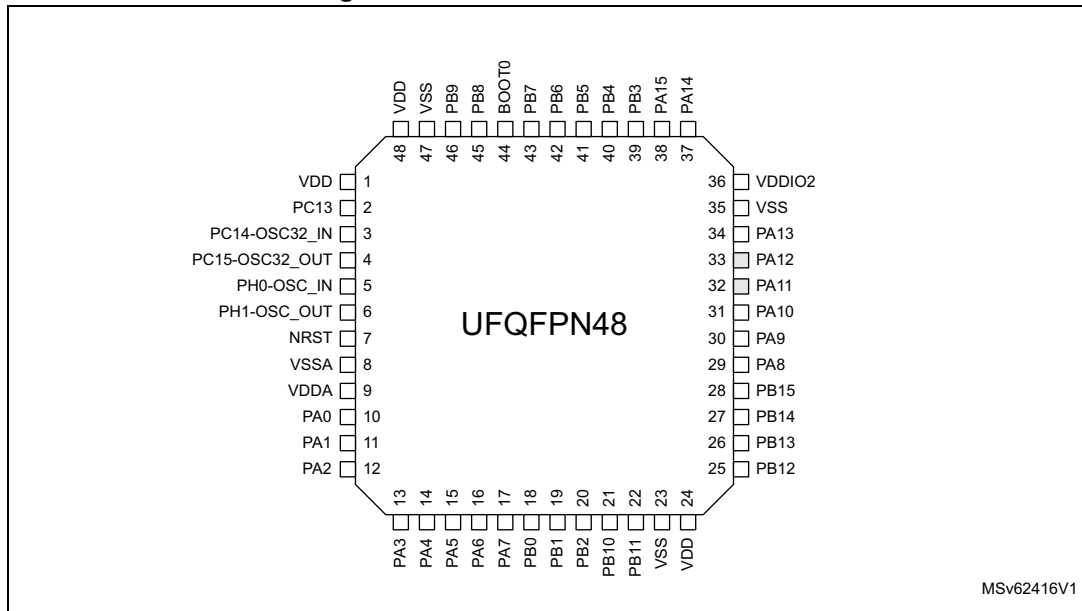 VDD
VSS
PB9
PB8
BOOT0
PB7
PB6
PB5
PB4
PB3
PA15
PA14
48
47
46
45
44
43
42
41
40
39
38
37
VDD 1
PC13 2
PC14-OSC32_IN 3
PC15-OSC32_OUT 4
PH0-OSC_IN 5
PH1-OSC_OUT 6
NRST 7
VSSA 8
VDDA 9
PA0 10
PA1 11
PA2 12
UFQFPN48
36 VDDIO2
35 VSS
34 PA13
33 PA12
32 PA11
31 PA10
30 PA9
29 PA8
28 PB15
27 PB14
26 PB13
25 PB12
13
14
15
16
17
18
19
20
21
22
23
24
PA3
PA4
PA5
PA6
PA7
PB0
PB1
PB2
PB10
PB11
VSS
VDD
MSv62416V1